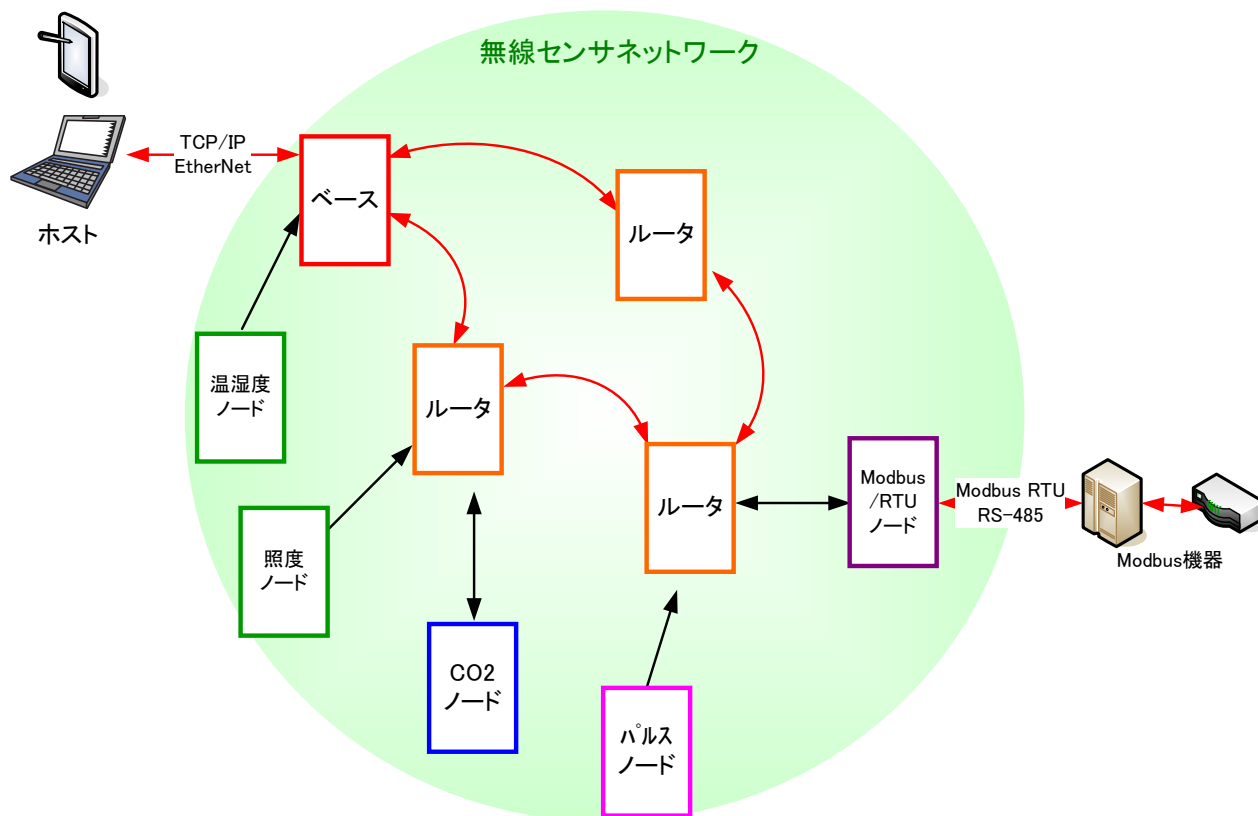 無線センサネットワーク
TCP/IP
EtherNet
ホスト
ベース
ルータ
温湿度
ノード
ルータ
照度
ノード
ルータ
Modbus
/RTU
ノード
Modbus RTU
RS-485
Modbus機器
CO2
ノード
パルス
ノード